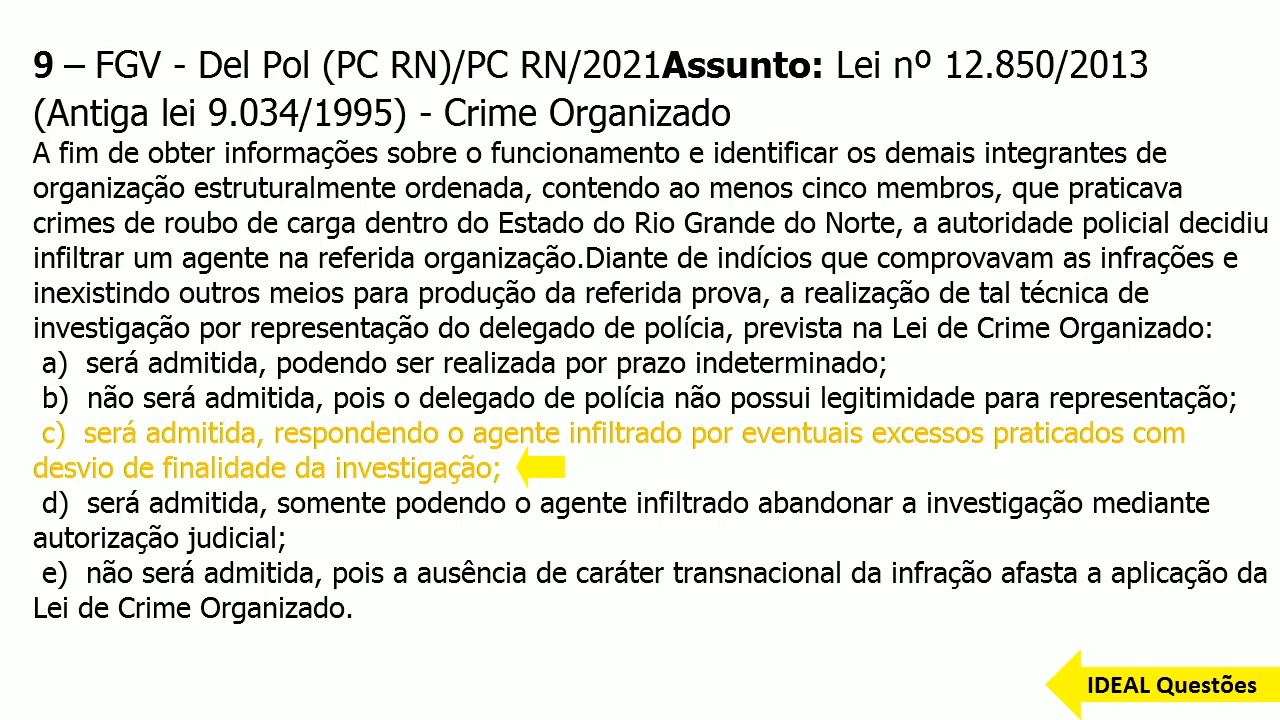 9 – FGV - Del Pol (PC RN)/PC RN/2021Assunto: Lei nº 12.850/2013
(Antiga lei 9.034/1995) - Crime Organizado
A fim de obter informações sobre o funcionamento e identificar os demais integrantes de
organização estruturalmente ordenada, contendo ao menos cinco membros, que praticava
crimes de roubo de carga dentro do Estado do Rio Grande do Norte, a autoridade policial decidiu
infiltrar um agente na referida organização.Diante de indícios que comprovavam as infrações e
inexistindo outros meios para produção da referida prova, a realização de tal técnica de
investigação por representação do delegado de polícia, prevista na Lei de Crime Organizado:
a) será admitida, podendo ser realizada por prazo indeterminado;
b) não será admitida, pois o delegado de polícia não possui legitimidade para representação;
c) será admitida, respondendo o agente infiltrado por eventuais excessos praticados com
desvio de finalidade da investigação;
d) será admitida, somente podendo o agente infiltrado abandonar a investigação mediante
autorização judicial;
e) não será admitida, pois a ausência de caráter transnacional da infração afasta a aplicação da
Lei de Crime Organizado.
IDEAL Questões